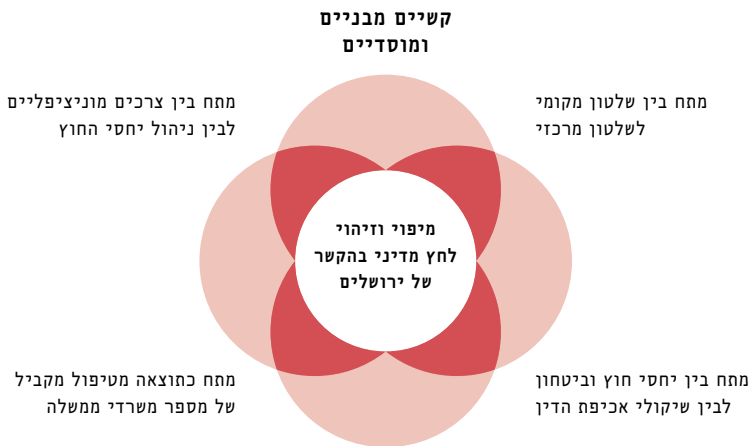 קשיים מבניים
ומוסדיים
מתח בין שלטון מקומי
לשלטון מרכזי
מתח בין צרכים מוניציפליים
לבין ניהול יחסי החוץ
מיפוי וזיהוי
לחץ מדיני בהקשר
של ירושלים
מתח בין יחסי חוץ וביטחון
לבין שיקולי אכיפת הדין
מתח כתוצאה מטיפול מקביל
של מספר משרדי ממשלה